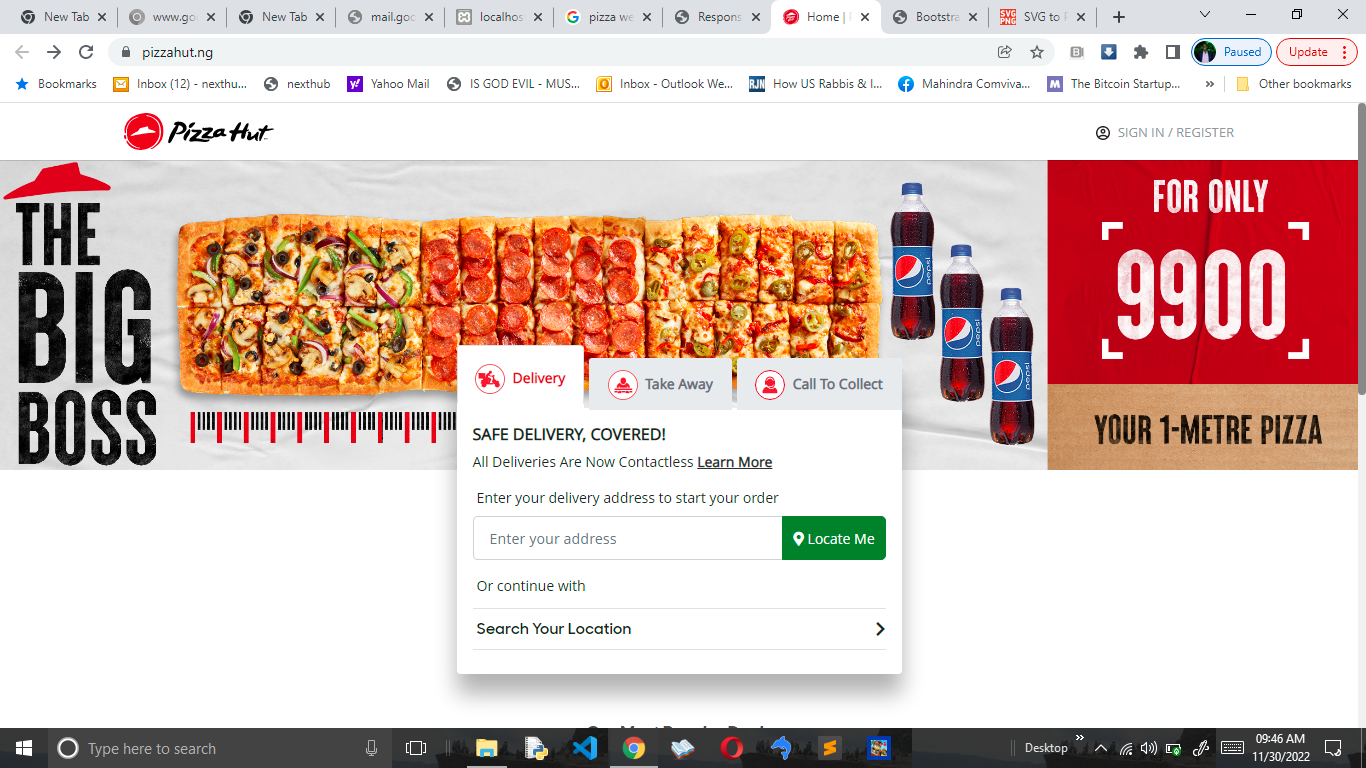 New Tab
www.go
New Tab
mail.goo
localhos
pizza we
Respons
Home | P
Bootstra
SVG to P
pizzahut.ng
Paused
Update
Bookmarks
Inbox (12) - nexthu...
nexthub
Yahoo Mail
IS GOD EVIL - MUS...
Inbox - Outlook We...
RJN
How US Rabbis & I...
Mahindra Comviva...
The Bitcoin Startup...
Other bookmarks
Pizza Hut
SIGN IN / REGISTER
THE
BIG
BOSS
pepsi
pepsi
pepsi
FOR ONLY
9900
YOUR 1-METRE PIZZA
Delivery
Take Away
Call To Collect
SAFE DELIVERY, COVERED!
All Deliveries Are Now Contactless Learn More
Enter your delivery address to start your order
Enter your address
Locate Me
Or continue with
Search Your Location
Type here to search
Desktop
09:46 AM
11/30/2022